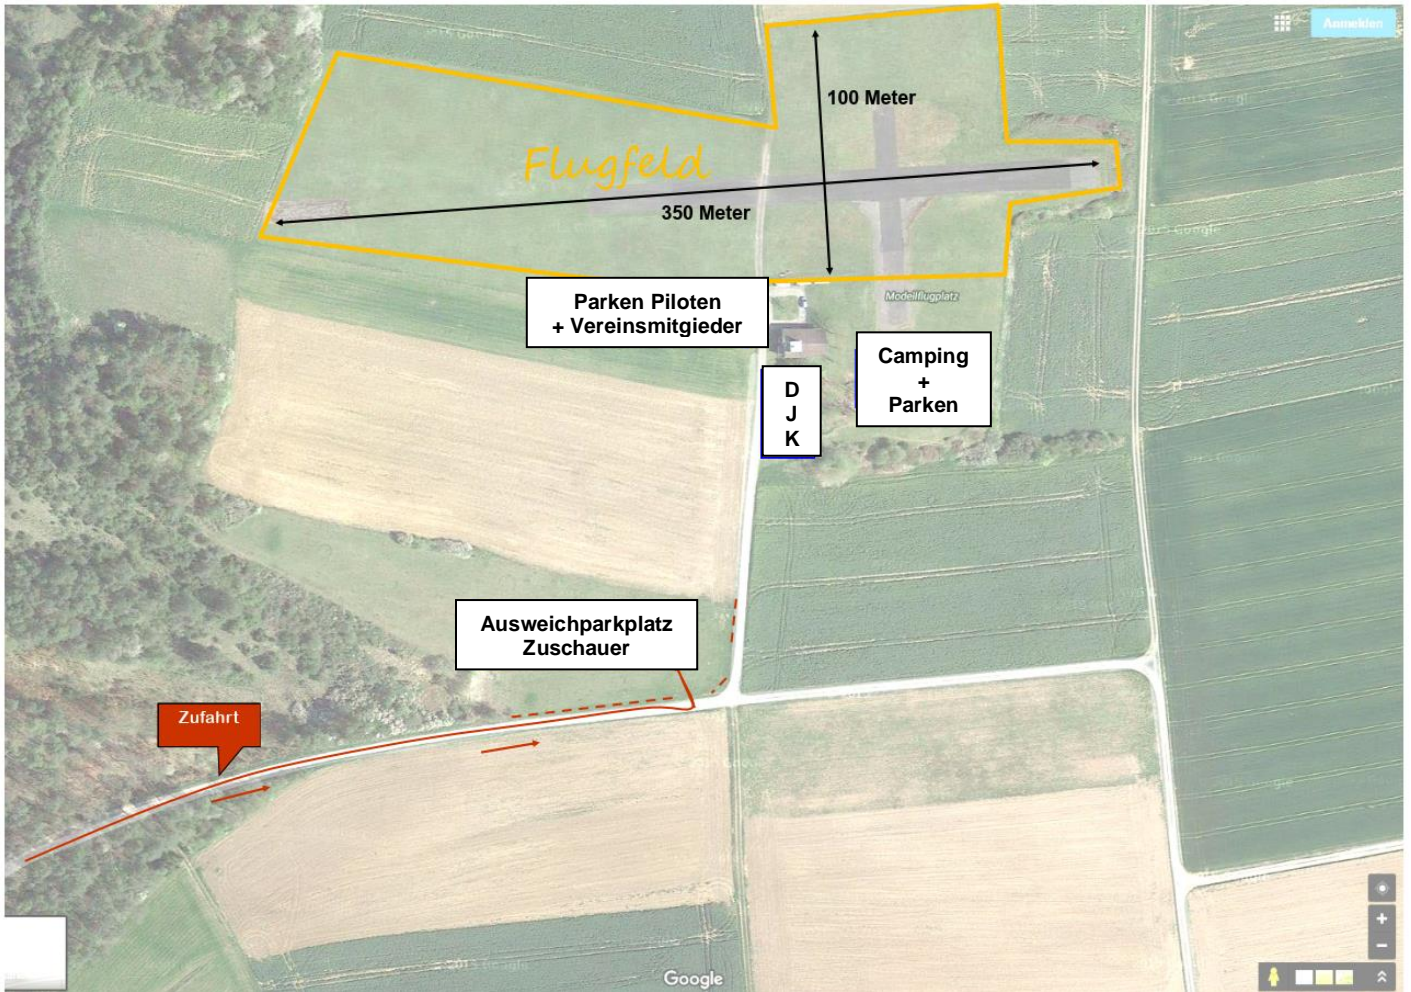 Anmelden
100 Meter
Flugfeld
350 Meter
Parken Piloten
+ Vereinsmitgieder
Modellflugplatz
Camping
+
Parken
D
J
K
Ausweichparkplatz
Zuschauer
Zufahrt
Google